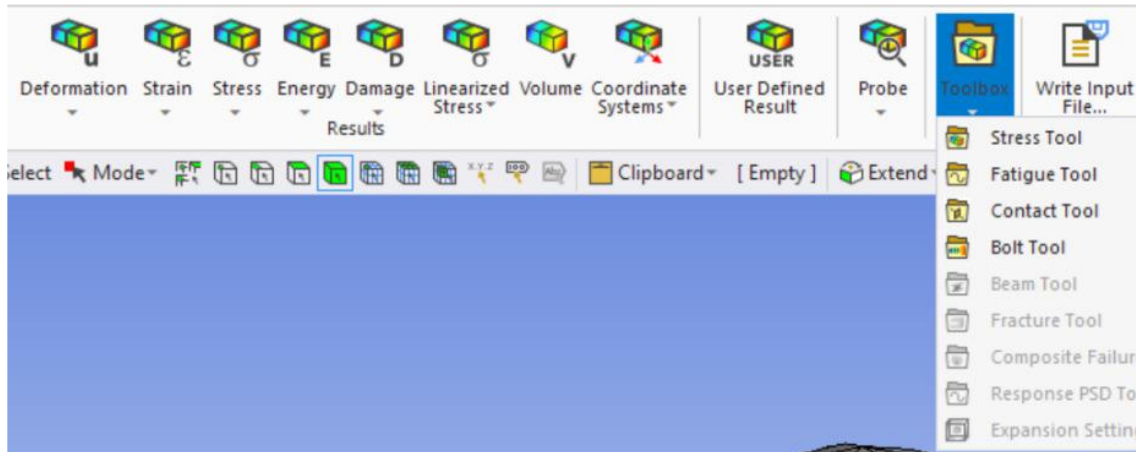 u ε σ E D σ V USER
Deformation Strain Stress Energy Damage Linearized Volume Coordinate User Defined Probe Toolbox Write Input
Stress Systems Result File...
Results
Stress Tool
elect Mode X Y Z Clipboard [ Empty ] Extend
Fatigue Tool
Contact Tool
Bolt Tool
Beam Tool
Fracture Tool
Composite Failur
Response PSD To
Expansion Setting